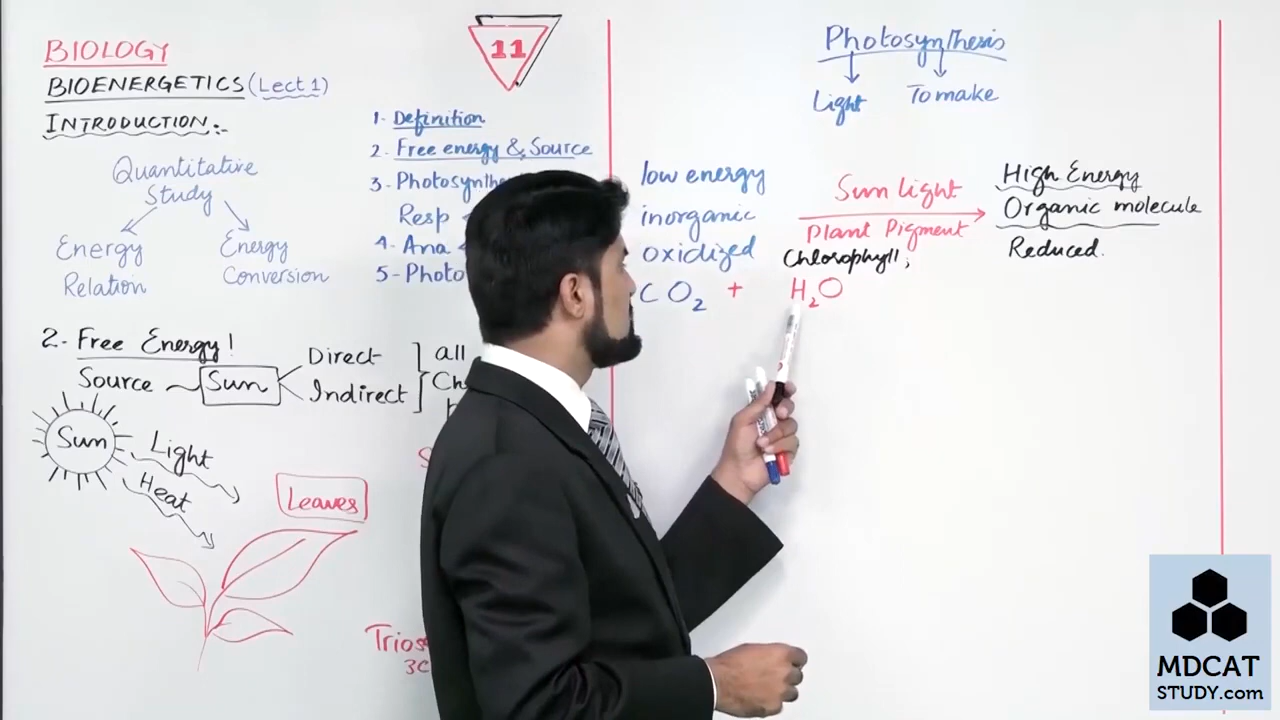 BIOLOGY
BIOENERGETICS (Lect 1)
INTRODUCTION:-
Quantitative
Study
Energy
Relation
Energy
Conversion
11
1- Definition
2. Free energy & Source
3- Photosynthe
Resp
4. Ana
5- Photo
2- Free Energy!
Source Sun
Direct
Indirect
all
Ch
Sun
Light
Heat
Leaves
Trios
3C
Photosynthesis
Light To make
low energy
inorganic
oxidized
CO2 + H2O
Sun light
Plant Pigment
Chlorophyll;
High Energy
Organic molecule
Reduced.
MDCAT
STUDY.com